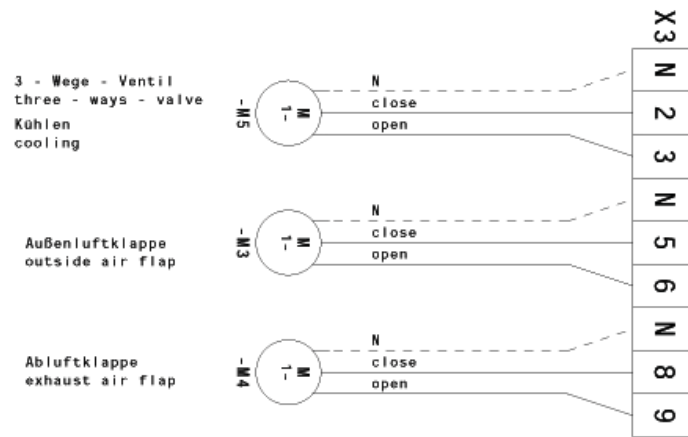 X3
3 - Wege - Ventil
three - ways - valve
Kühlen
cooling
-M5
M
1~
N
close
open
N
2
3
Außenluftklappe
outside air flap
-M3
M
1~
N
close
open
N
5
6
Abluftklappe
exhaust air flap
-M4
M
1~
N
close
open
N
8
9